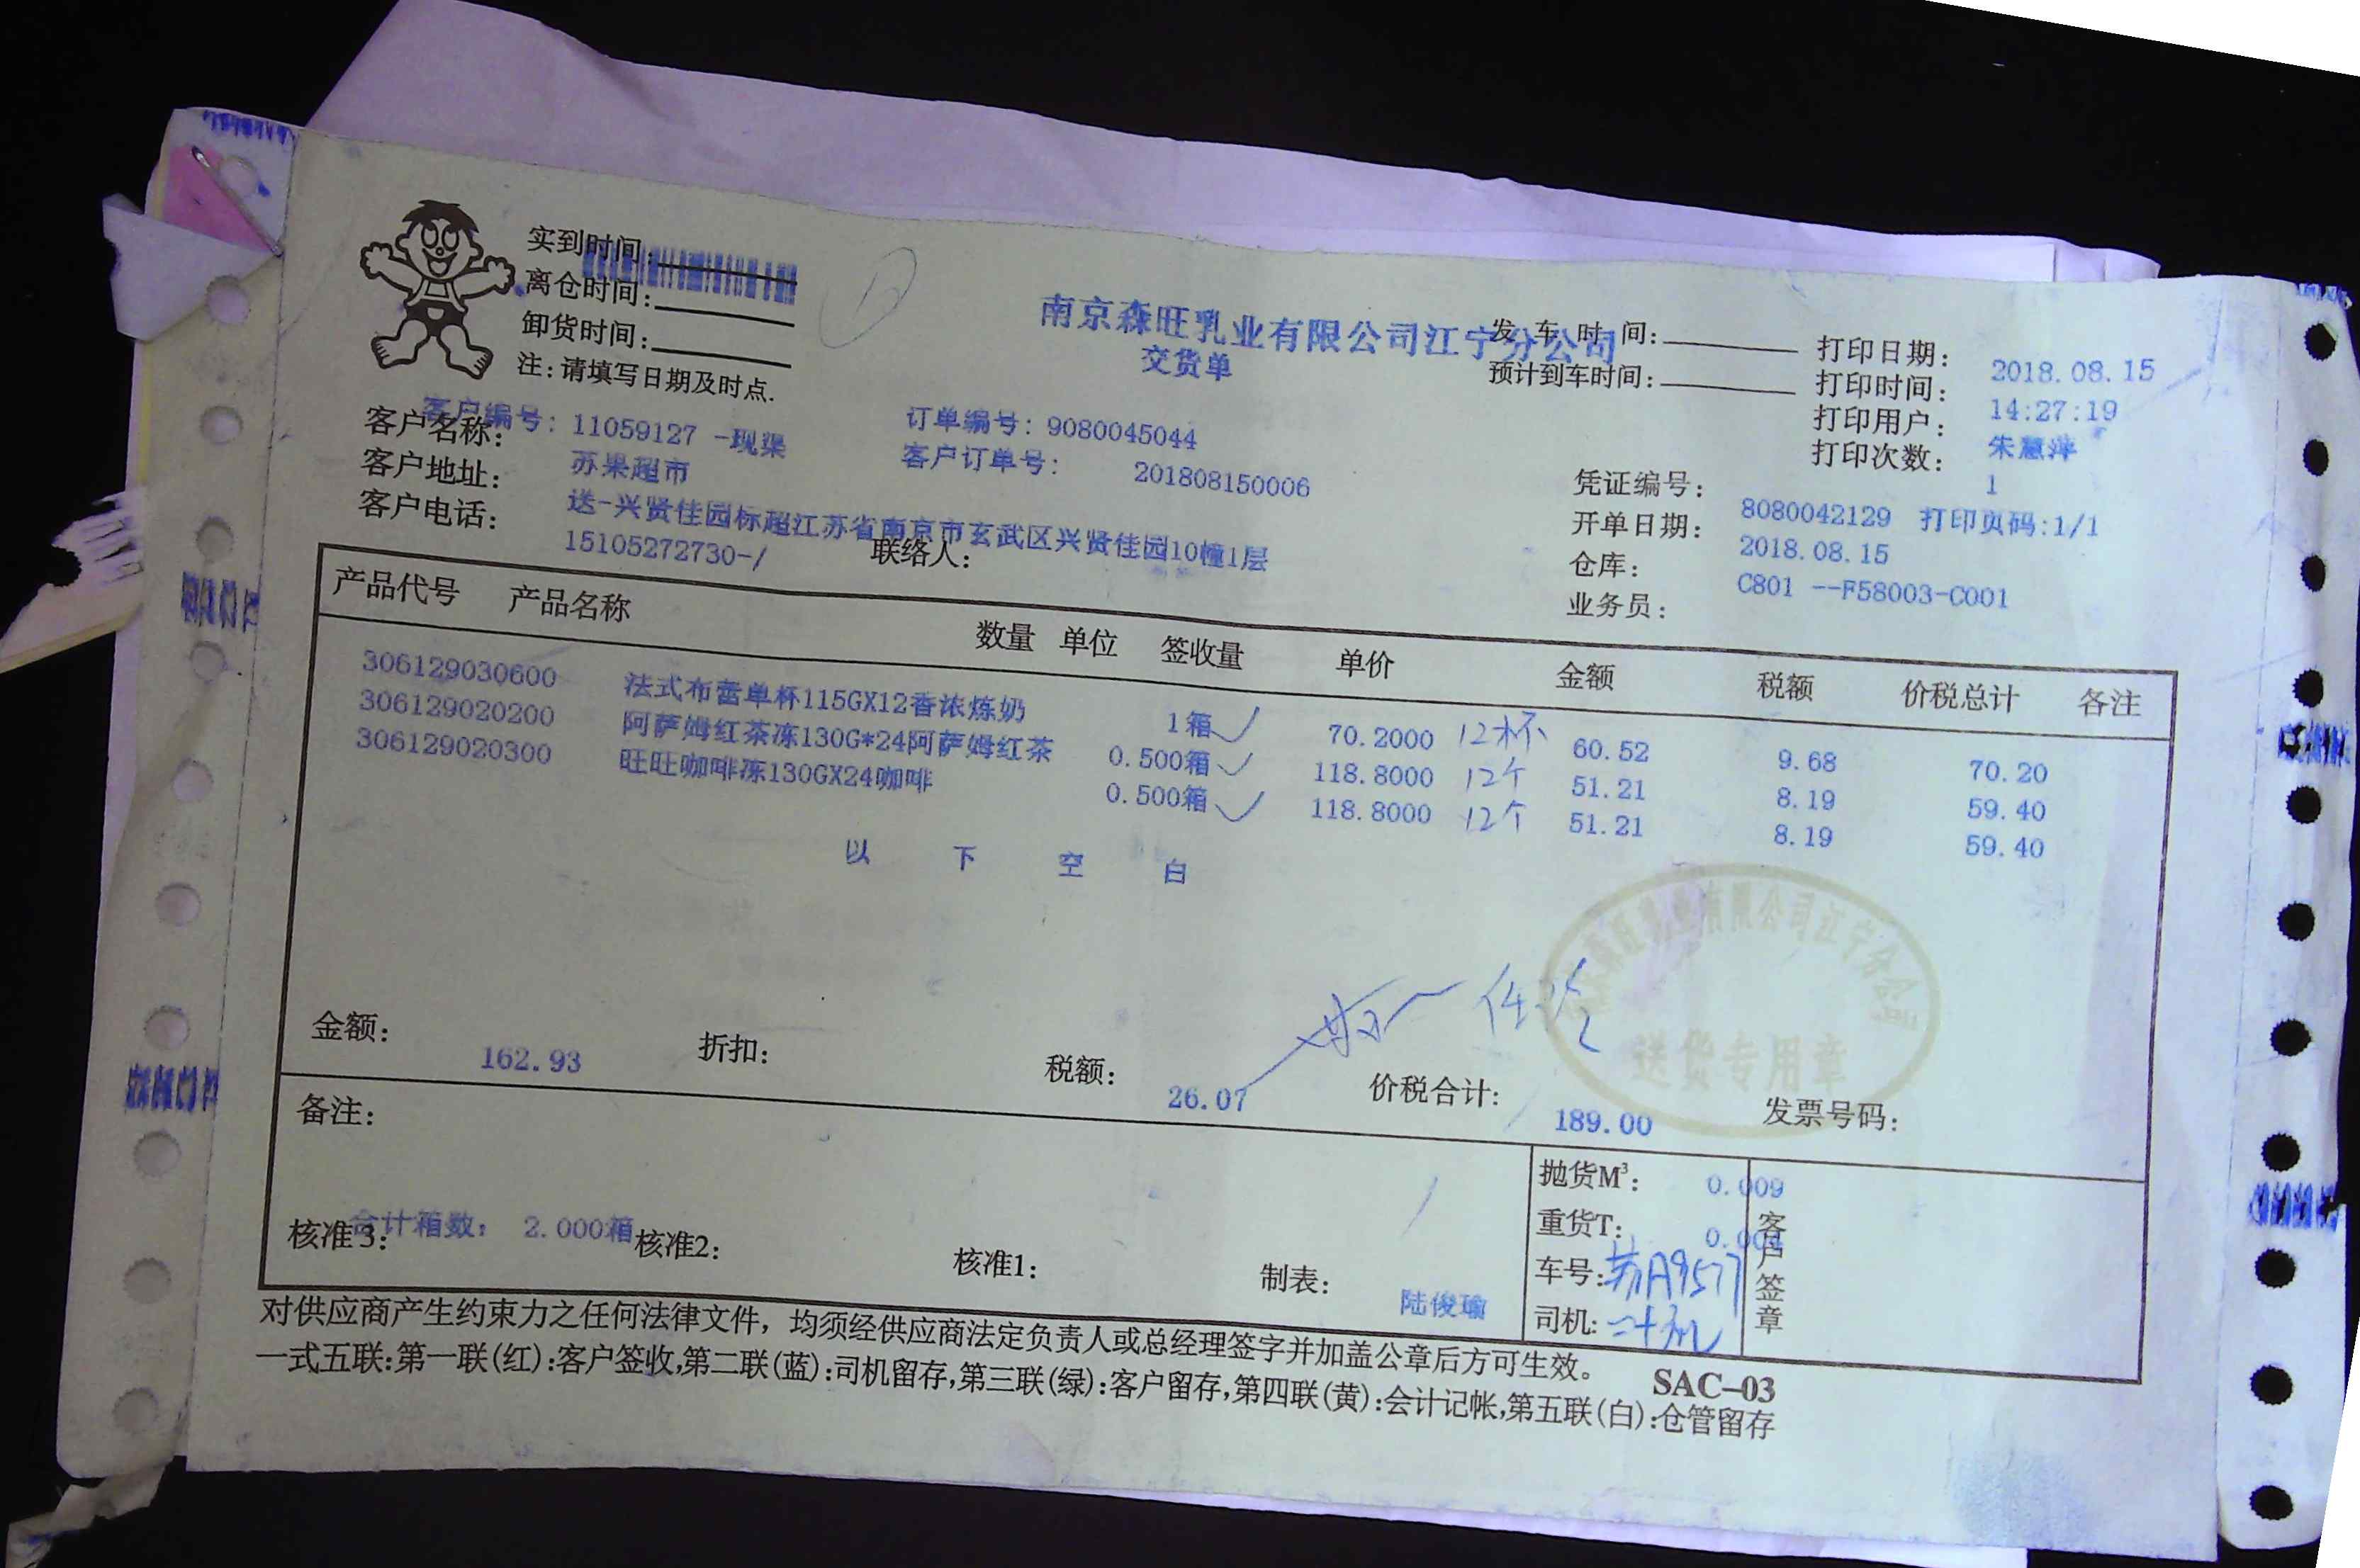 实到时间:
离仓时间:
卸货时间:
注:请填写日期及时点.
南京森旺乳业有限公司江宁分公司
交货单
发车时间:
预计到车时间:
打印日期: 2018.08.15
打印时间: 14:27:19
打印用户: 朱慧萍
打印次数: 1
客户编号: 11059127 -现渠
订单编号: 9080045044
客户名称: 苏果超市
客户订单号: 201808150006
客户地址: 送-兴贤佳园标超江苏省南京市玄武区兴贤佳园10幢1层
客户电话: 15105272730-/
联络人:
凭证编号: 8080042129 打印页码:1/1
开单日期: 2018.08.15
仓库: C801 --F58003-C001
业务员:
产品代号 产品名称 数量 单位 签收量 单价 金额 税额 价税总计 各注
306129030600 法式布蕾单杯115GX12香浓炼奶 1箱 70.2000 12杯 60.52 9.68 70.20
306129020200 阿萨姆红茶冻130G*24阿萨姆红茶 0.500箱 118.8000 12个 51.21 8.19 59.40
306129020300 旺旺咖啡冻130GX24咖啡 0.500箱 118.8000 12个 51.21 8.19 59.40
以 下 空 白
有限公司江宁分公司
送货专用章
金额: 162.93 折扣: 税额: 26.07 价税合计: 189.00 发票号码:
备注:
合计箱数: 2.000箱
核准3: 核准2: 核准1: 制表: 陆俊瑜
抛货M³: 0.009
重货T:
车号: 苏A9577
司机:
客户签章
对供应商产生约束力之任何法律文件，均须经供应商法定负责人或总经理签字并加盖公章后方可生效。 SAC-03
一式五联:第一联(红):客户签收,第二联(蓝):司机留存,第三联(绿):客户留存,第四联(黄):会计记帐,第五联(白):仓管留存